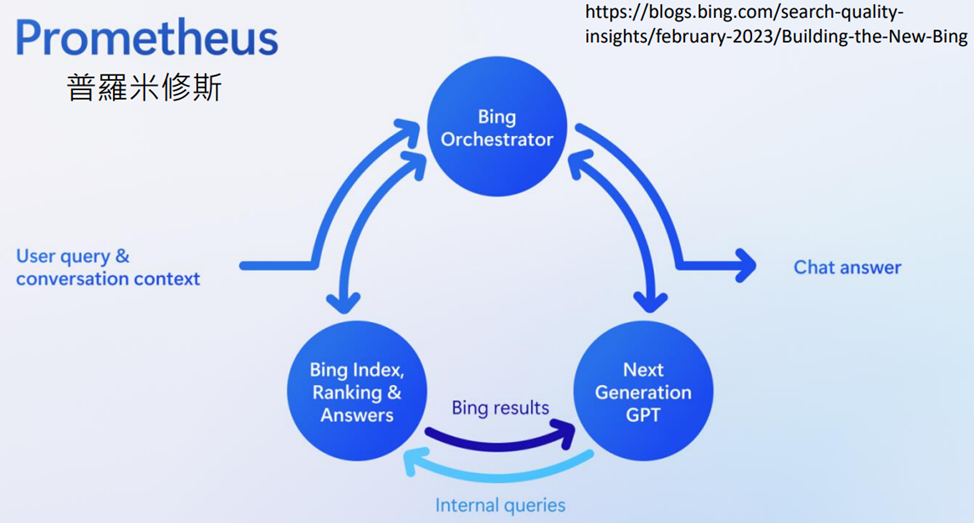 Prometheus
普羅米修斯
https://blogs.bing.com/search-quality-
insights/february-2023/Building-the-New-Bing
Bing
Orchestrator
User query &
conversation context
Chat answer
Bing Index,
Ranking &
Answers
Bing results
Next
Generation
GPT
Internal queries